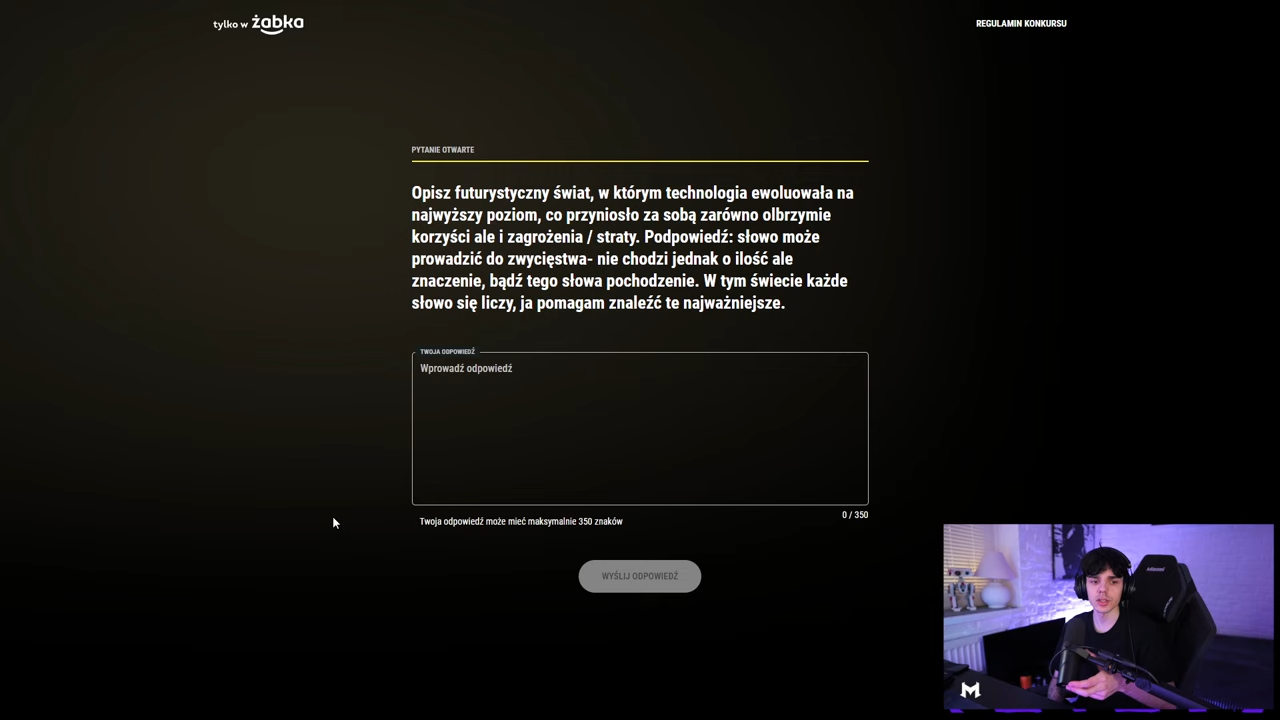 tylko w żabka
REGULAMIN KONKURSU
PYTANIE OTWARTE
Opisz futurystyczny świat, w którym technologia ewoluowała na
najwyższy poziom, co przyniosło za sobą zarówno olbrzymie
korzyści ale i zagrożenia / straty. Podpowiedź: słowo może
prowadzić do zwycięstwa- nie chodzi jednak o ilość ale
znaczenie, bądź tego słowa pochodzenie. W tym świecie każde
słowo się liczy, ja pomagam znaleźć te najważniejsze.
TWOJA ODPOWIEDŹ
Wprowadź odpowiedź
0 / 350
Twoja odpowiedź może mieć maksymalnie 350 znaków
WYŚLIJ ODPOWIEDŹ